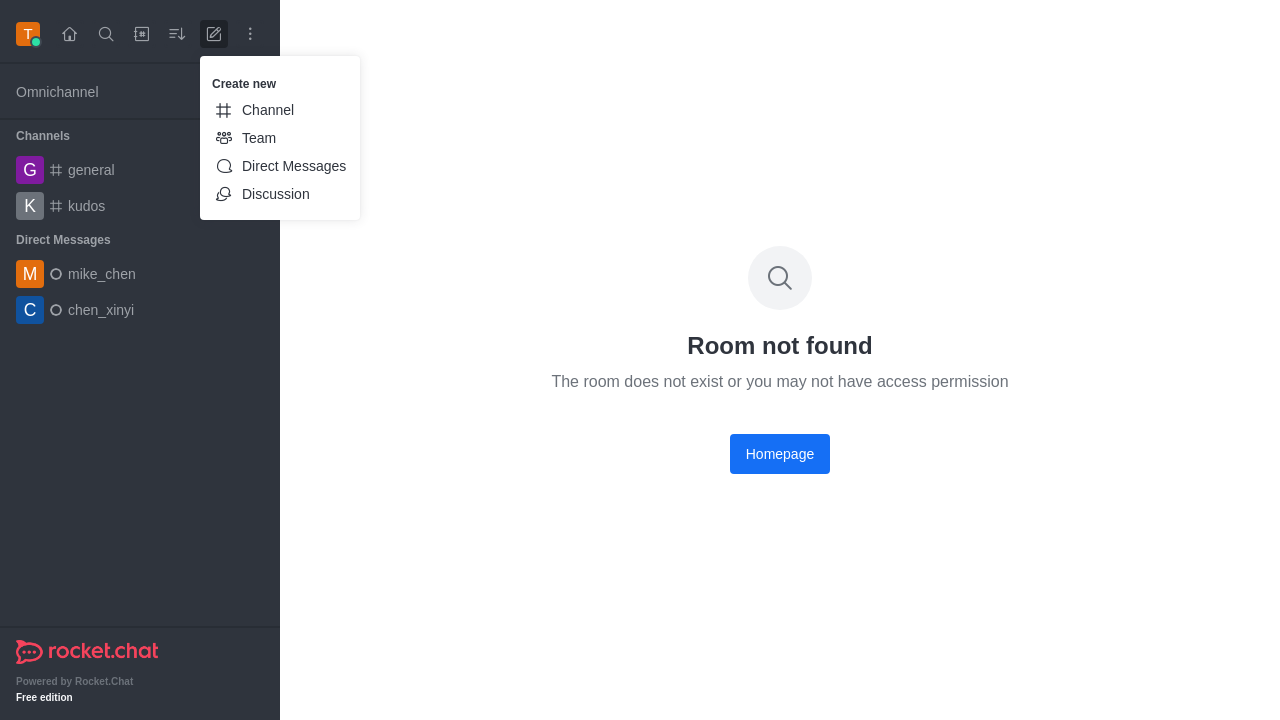 T
Create new
Channel
Team
Direct Messages
Discussion
Omnichannel
Channels
G general
K kudos
Direct Messages
M mike_chen
C chen_xinyi
Room not found
The room does not exist or you may not have access permission
Homepage
rocket.chat
Powered by Rocket.Chat
Free edition